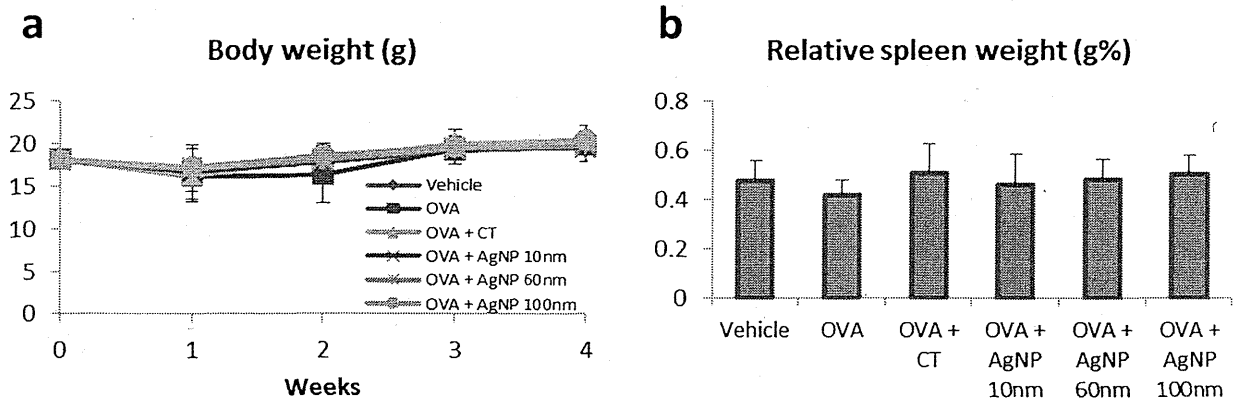 a
Body weight (g)
25
20
15
10
5
0
0 1 2 3 4
Weeks
Vehicle
OVA
OVA + CT
OVA + AgNP 10nm
OVA + AgNP 60nm
OVA + AgNP 100nm
b
Relative spleen weight (g%)
0.8
0.6
0.4
0.2
0
Vehicle OVA OVA + OVA + OVA + OVA +
CT AgNP AgNP AgNP
10nm 60nm 100nm